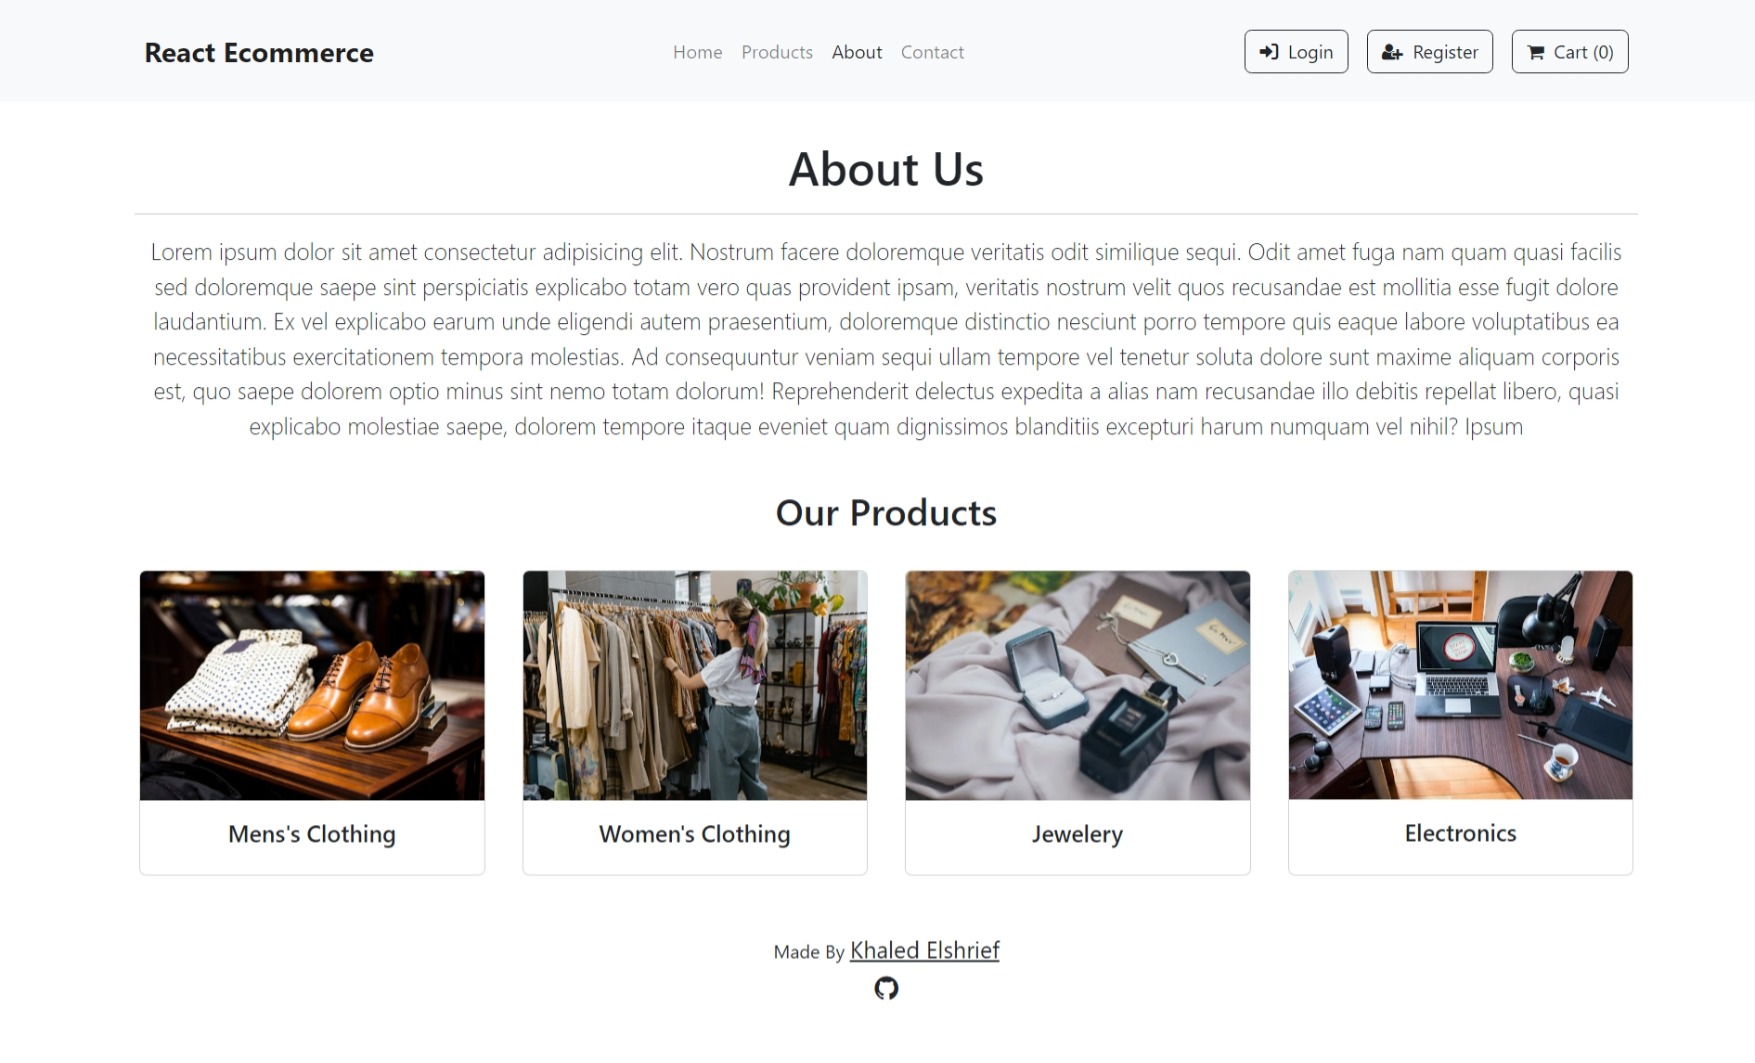 React Ecommerce
Home Products About Contact
Login Register Cart (0)
About Us
Lorem ipsum dolor sit amet consectetur adipisicing elit. Nostrum facere doloremque veritatis odit similique sequi. Odit amet fuga nam quam quasi facilis
sed doloremque saepe sint perspiciatis explicabo totam vero quas provident ipsam, veritatis nostrum velit quos recusandae est mollitia esse fugit dolore
laudantium. Ex vel explicabo earum unde eligendi autem praesentium, doloremque distinctio nesciunt porro tempore quis eaque labore voluptatibus ea
necessitatibus exercitationem tempora molestias. Ad consequuntur veniam sequi ullam tempore vel tenetur soluta dolore sunt maxime aliquam corporis
est, quo saepe dolorem optio minus sint nemo totam dolorum! Reprehenderit delectus expedita a alias nam recusandae illo debitis repellat libero, quasi
explicabo molestiae saepe, dolorem tempore itaque eveniet quam dignissimos blanditiis excepturi harum numquam vel nihil? Ipsum
Our Products
Mens's Clothing
Women's Clothing
Jewelery
Electronics
Made By Khaled Elshrief